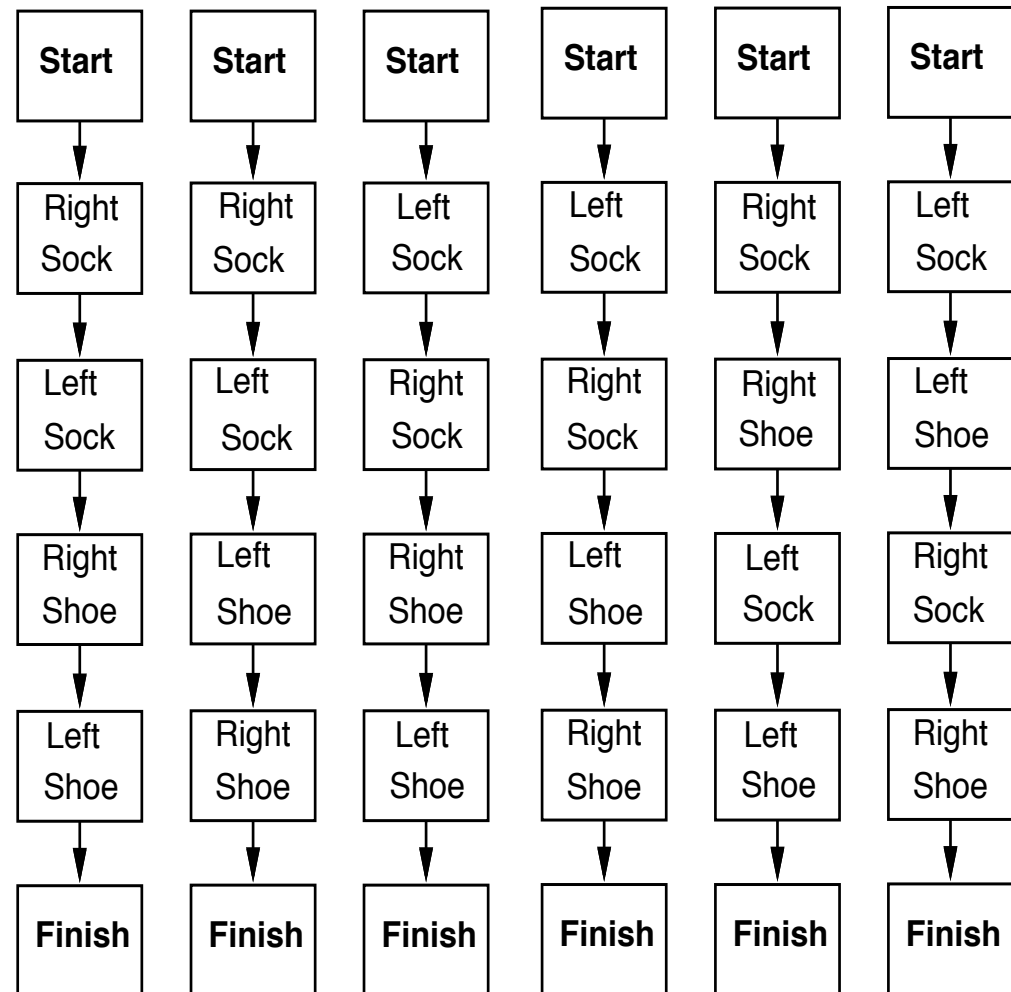 Start Start Start Start Start Start
Right Right Left Left Right Left
Sock Sock Sock Sock Sock Sock
Left Left Right Right Right Left
Sock Sock Sock Sock Shoe Shoe
Right Left Right Left Left Right
Shoe Shoe Shoe Shoe Sock Sock
Left Right Left Right Left Right
Shoe Shoe Shoe Shoe Shoe Shoe
Finish Finish Finish Finish Finish Finish